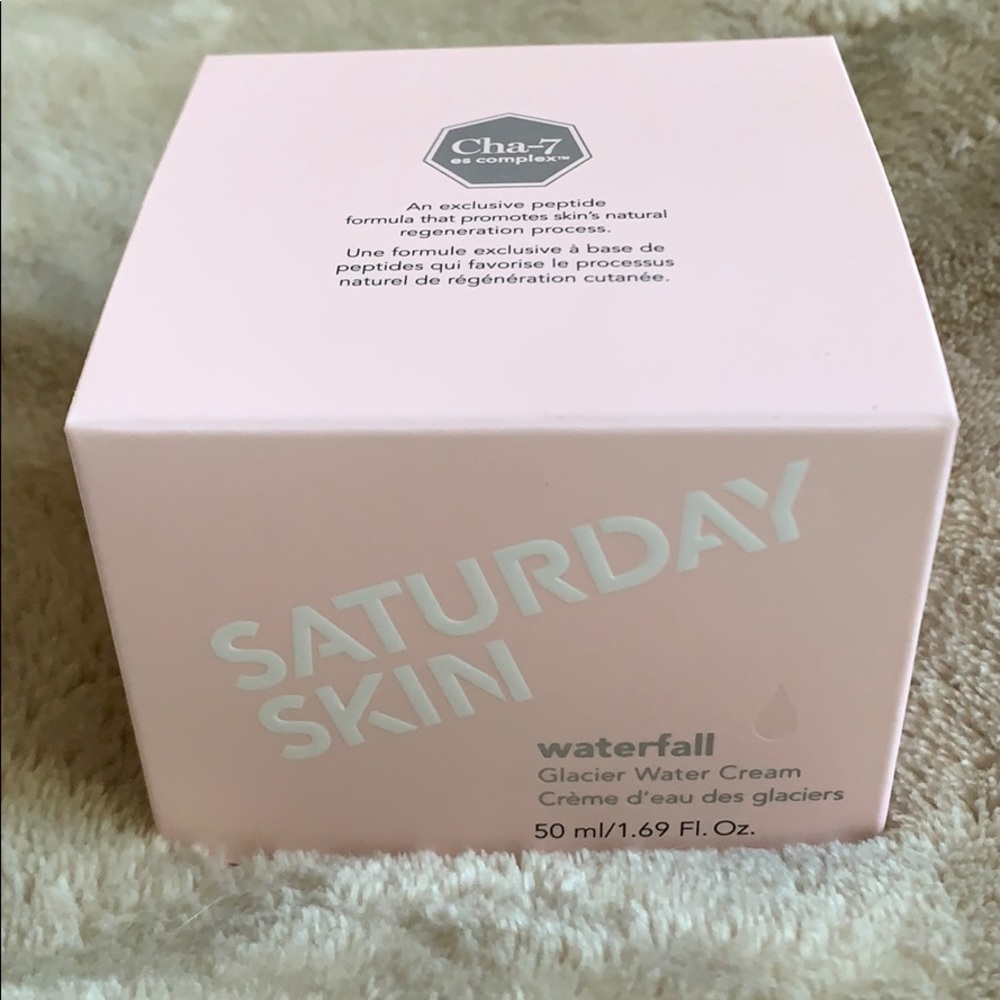 Cha-7
es complex™
An exclusive peptide
formula that promotes skin's natural
regeneration process.
Une formule exclusive à base de
peptides qui favorise le processus
naturel de régénération cutanée.
SATURDAY
SKIN
waterfall
Glacier Water Cream
Crème d'eau des glaciers
50 ml/1.69 Fl. Oz.